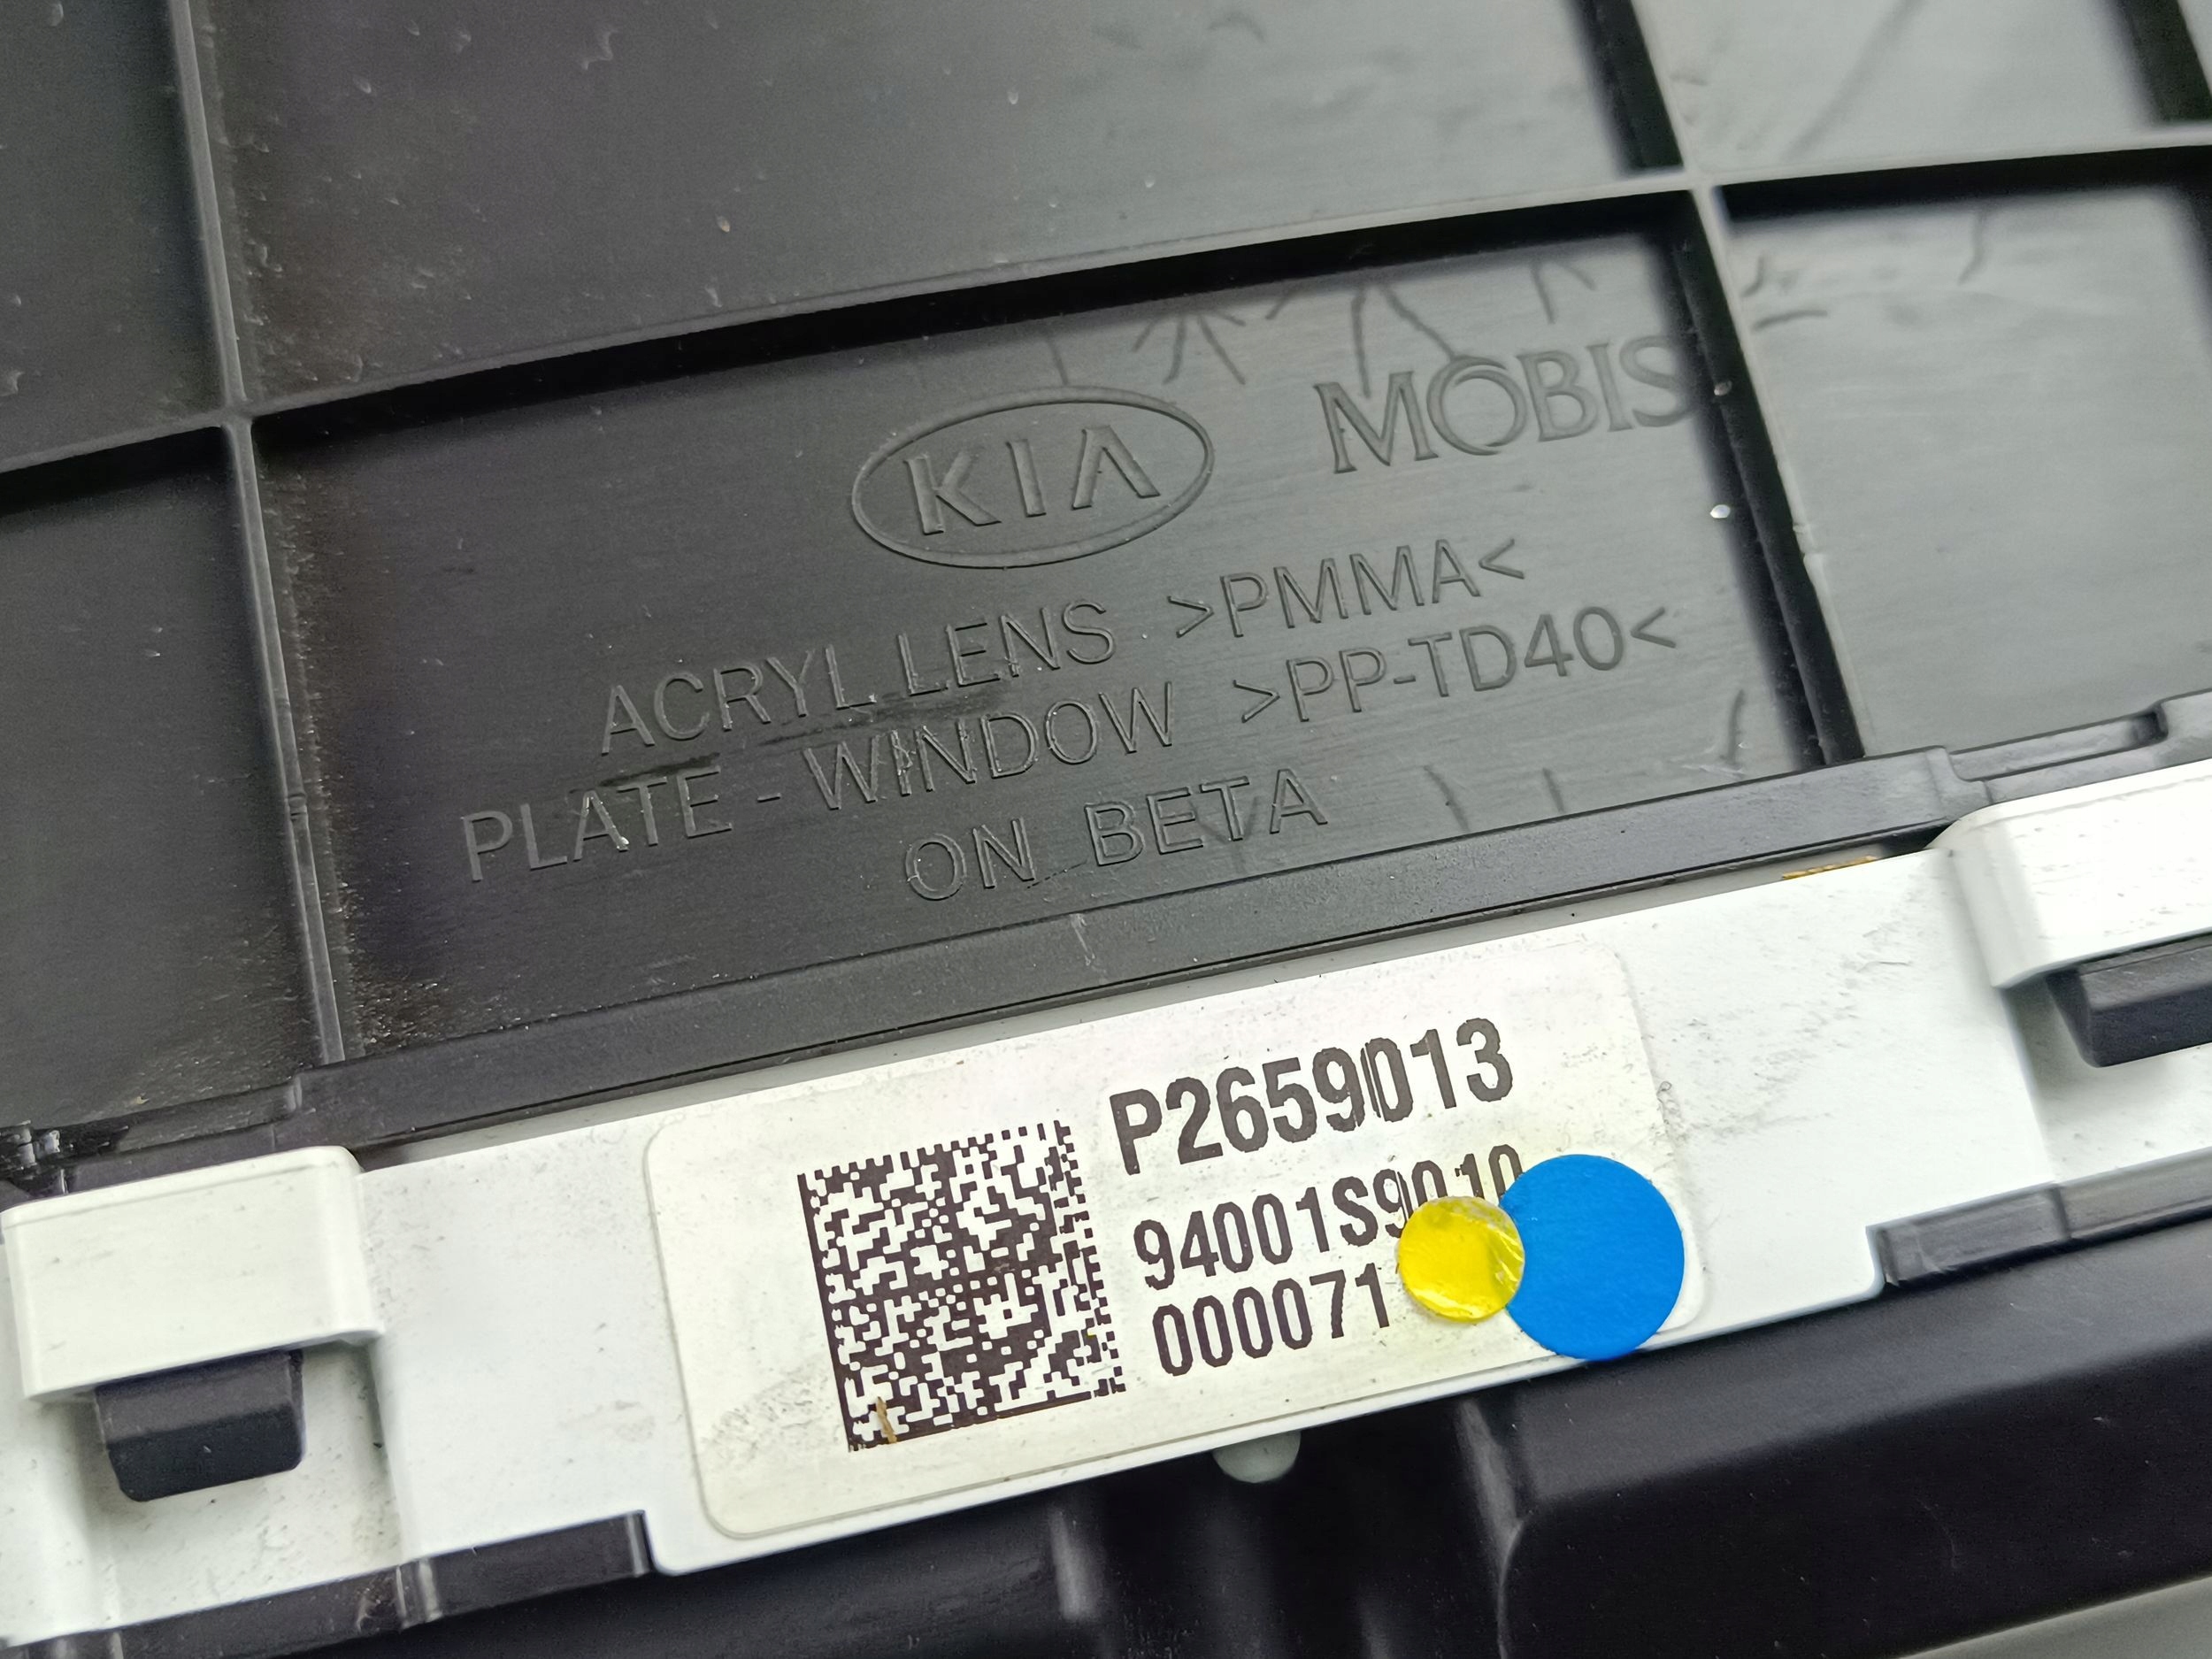 KIA MOBIS
ACRYL LENS >PMMA<
PLATE - WINDOW >PP-TD40<
ON BETA
P2659013
94001S9010
000071